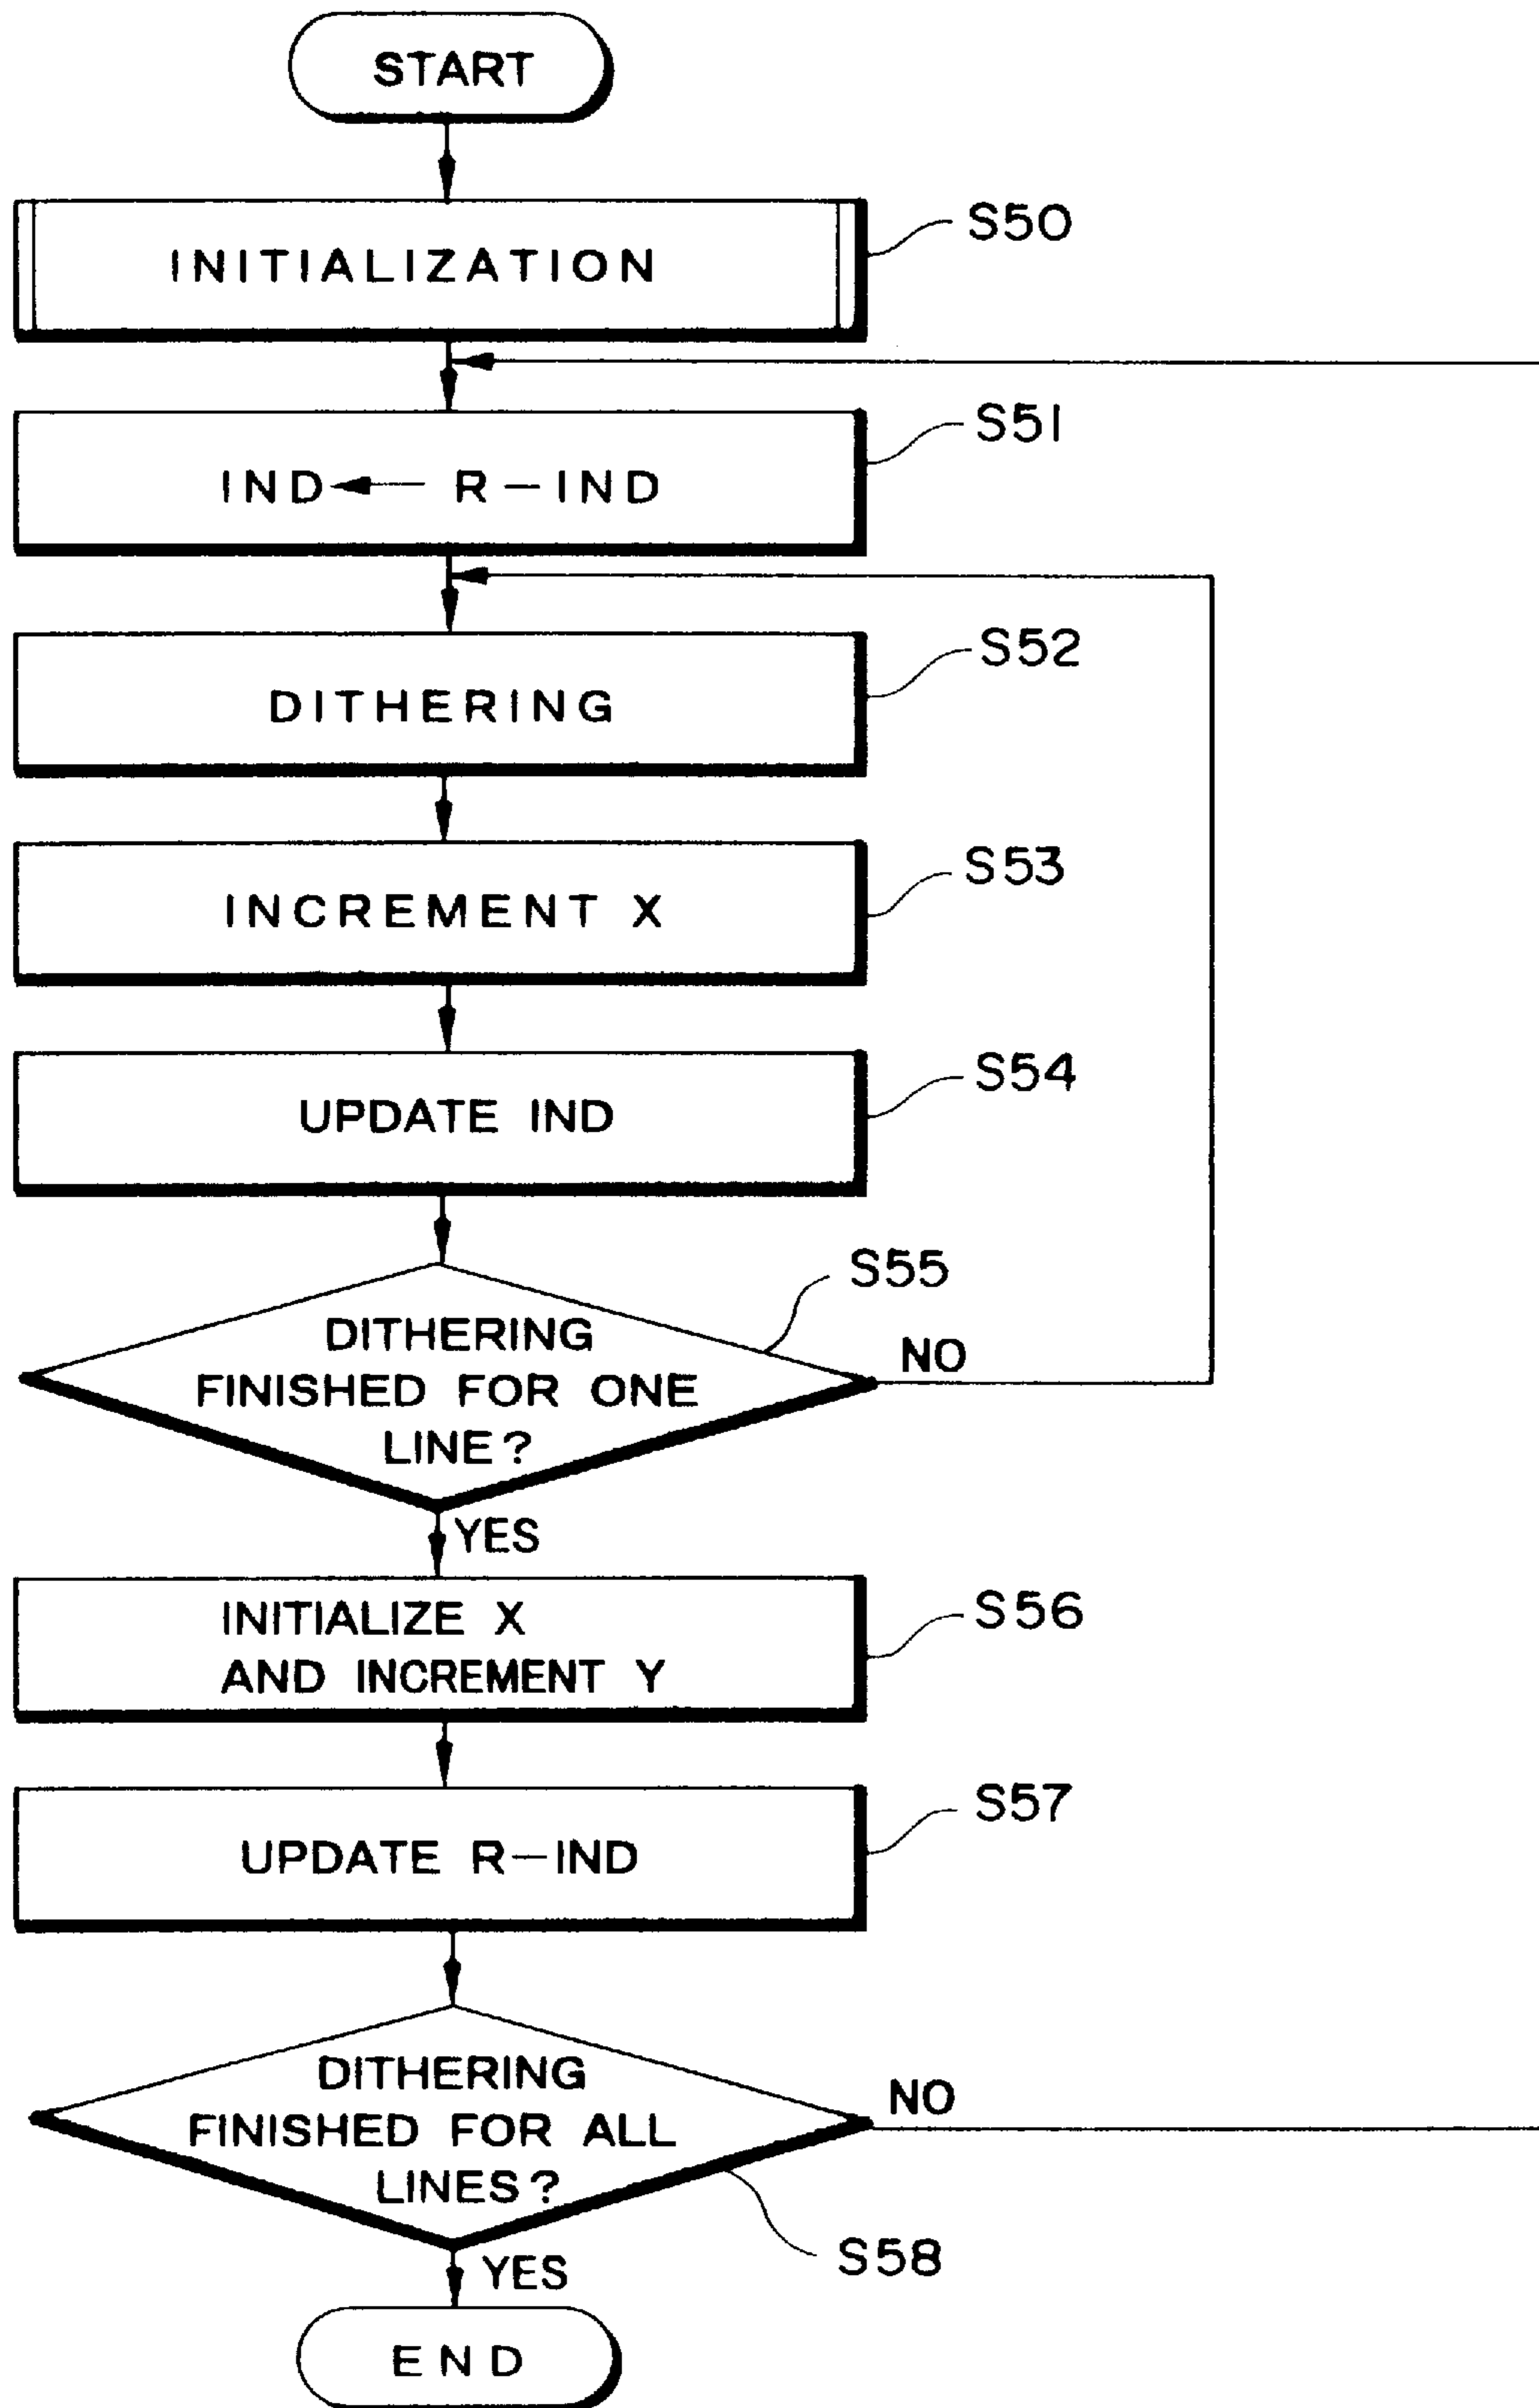 START
INITIALIZATION
S50
IND ← R-IND
S51
DITHERING
S52
INCREMENT X
S53
UPDATE IND
S54
DITHERING
FINISHED FOR ONE
LINE?
S55
NO
YES
INITIALIZE X
AND INCREMENT Y
S56
UPDATE R-IND
S57
DITHERING
FINISHED FOR ALL
LINES?
NO
S58
YES
END